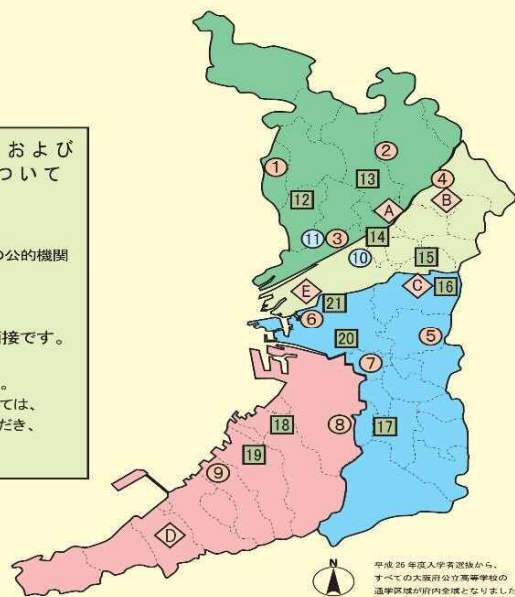 および
ついて
の公的機関
面接です。
。
ては、
だき、
①
②
④
B
13
12
A
⑪
③
14
⑩
15
E
C
16
21
⑥
20
⑤
⑦
18
⑧
17
19
⑨
D
N
平成26年度入学者選抜から、
すべての大阪府公立高等学校の
通学区域が府内全域となりました